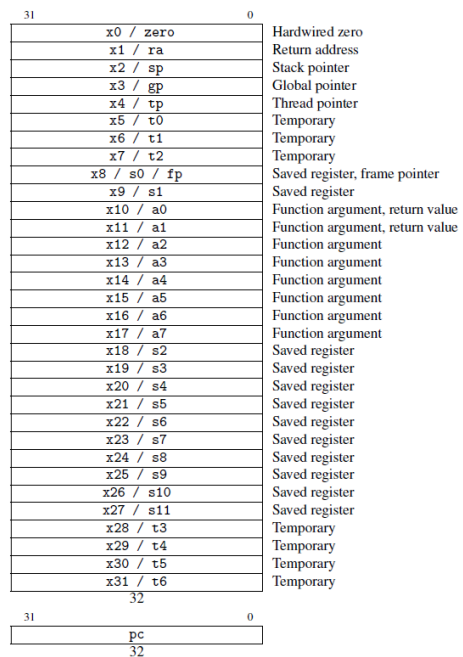 31 0
x0 / zero Hardwired zero
x1 / ra Return address
x2 / sp Stack pointer
x3 / gp Global pointer
x4 / tp Thread pointer
x5 / t0 Temporary
x6 / t1 Temporary
x7 / t2 Temporary
x8 / s0 / fp Saved register, frame pointer
x9 / s1 Saved register
x10 / a0 Function argument, return value
x11 / a1 Function argument, return value
x12 / a2 Function argument
x13 / a3 Function argument
x14 / a4 Function argument
x15 / a5 Function argument
x16 / a6 Function argument
x17 / a7 Function argument
x18 / s2 Saved register
x19 / s3 Saved register
x20 / s4 Saved register
x21 / s5 Saved register
x22 / s6 Saved register
x23 / s7 Saved register
x24 / s8 Saved register
x25 / s9 Saved register
x26 / s10 Saved register
x27 / s11 Saved register
x28 / t3 Temporary
x29 / t4 Temporary
x30 / t5 Temporary
x31 / t6 Temporary
32
31 0
pc
32